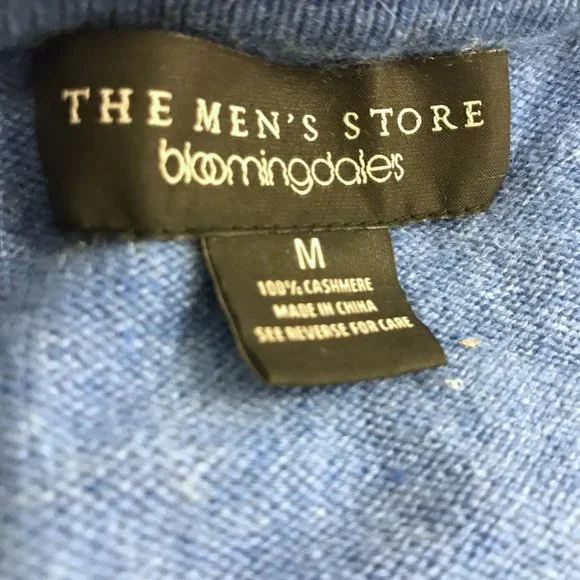 THE MEN'S STORE
bloomingdale's
M
100% CASHMERE
MADE IN CHINA
SEE REVERSE FOR CARE